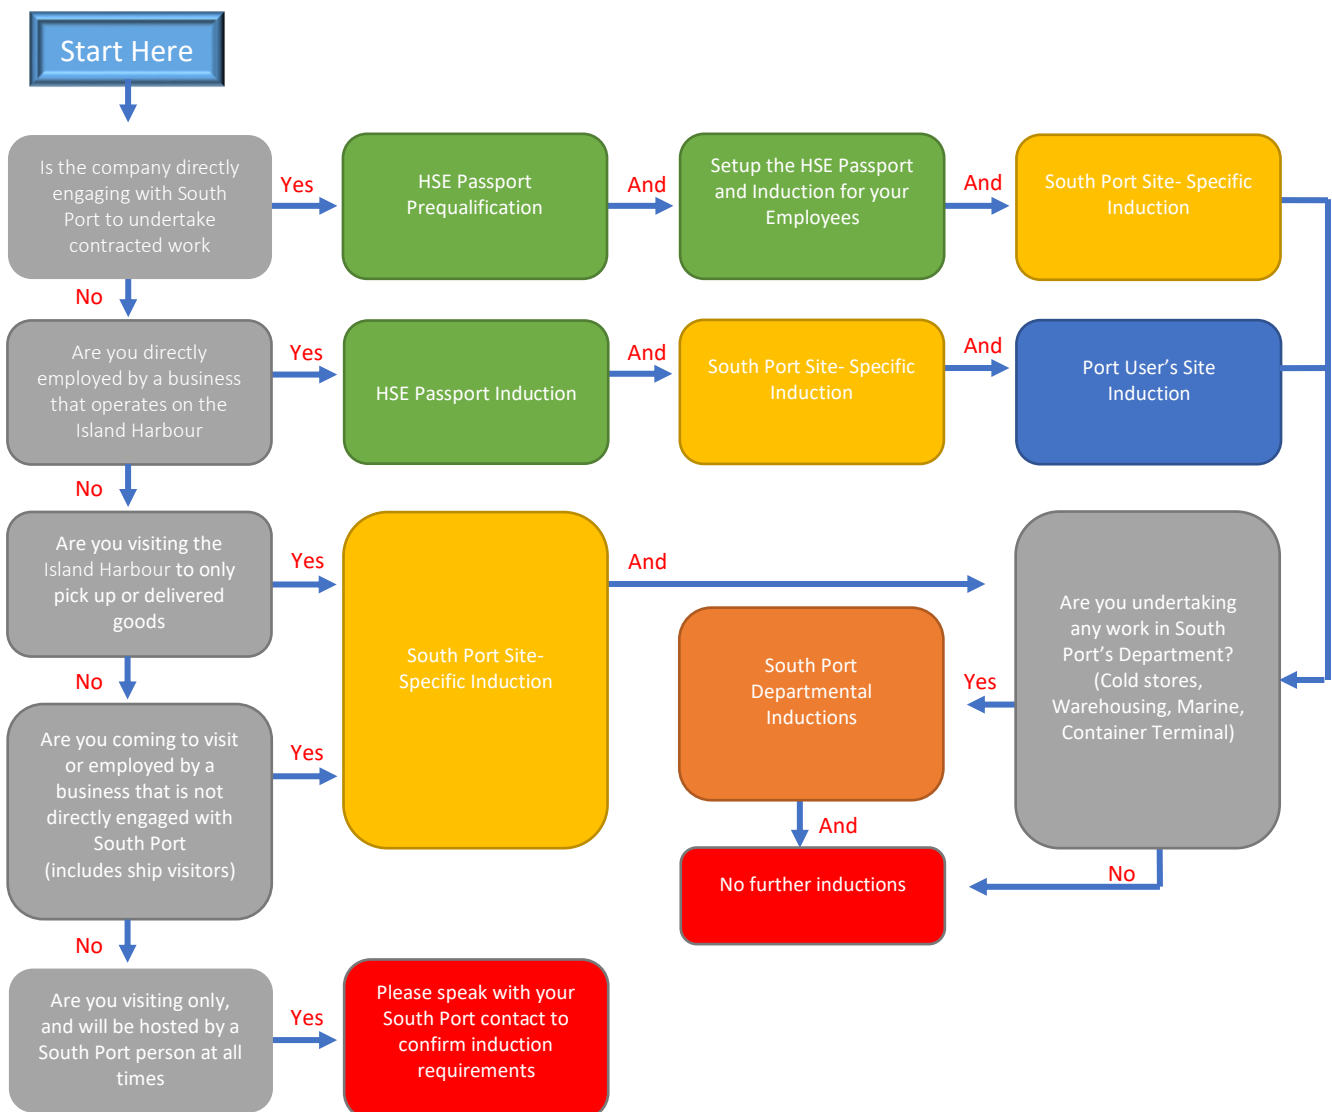 Start Here
Is the company directly
engaging with South
Port to undertake
contracted work
Yes
HSE Passport
Prequalification
And
Setup the HSE Passport
and Induction for your
Employees
And
South Port Site- Specific
Induction
No
Are you directly
employed by a business
that operates on the
Island Harbour
Yes
HSE Passport Induction
And
South Port Site- Specific
Induction
And
Port User's Site
Induction
No
Are you visiting the
Island Harbour to only
pick up or delivered
goods
Yes
South Port Site-
Specific Induction
And
Are you undertaking
any work in South
Port's Department?
(Cold stores,
Warehousing, Marine,
Container Terminal)
Yes
South Port
Departmental
Inductions
And
No
No further inductions
No
Are you coming to visit
or employed by a
business that is not
directly engaged with
South Port
(includes ship visitors)
Yes
No
Are you visiting only,
and will be hosted by a
South Port person at all
times
Yes
Please speak with your
South Port contact to
confirm induction
requirements